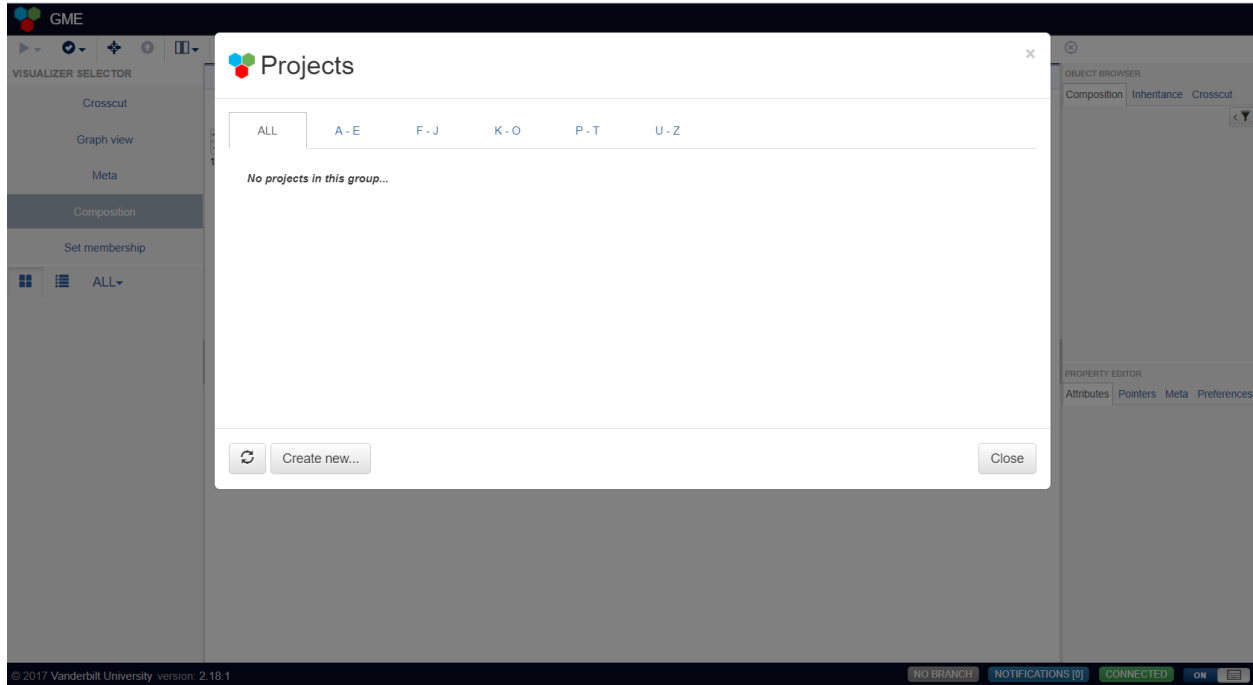 GME
VISUALIZER SELECTOR
Crosscut
Graph view
Meta
Composition
Set membership
ALL
Projects
×
ALL A - E F - J K - O P - T U - Z
No projects in this group...
Create new...
Close
OBJECT BROWSER
Composition Inheritance Crosscut
PROPERTY EDITOR
Attributes Pointers Meta Preferences
© 2017 Vanderbilt University version: 2.18.1
NO BRANCH NOTIFICATIONS [0] CONNECTED ON